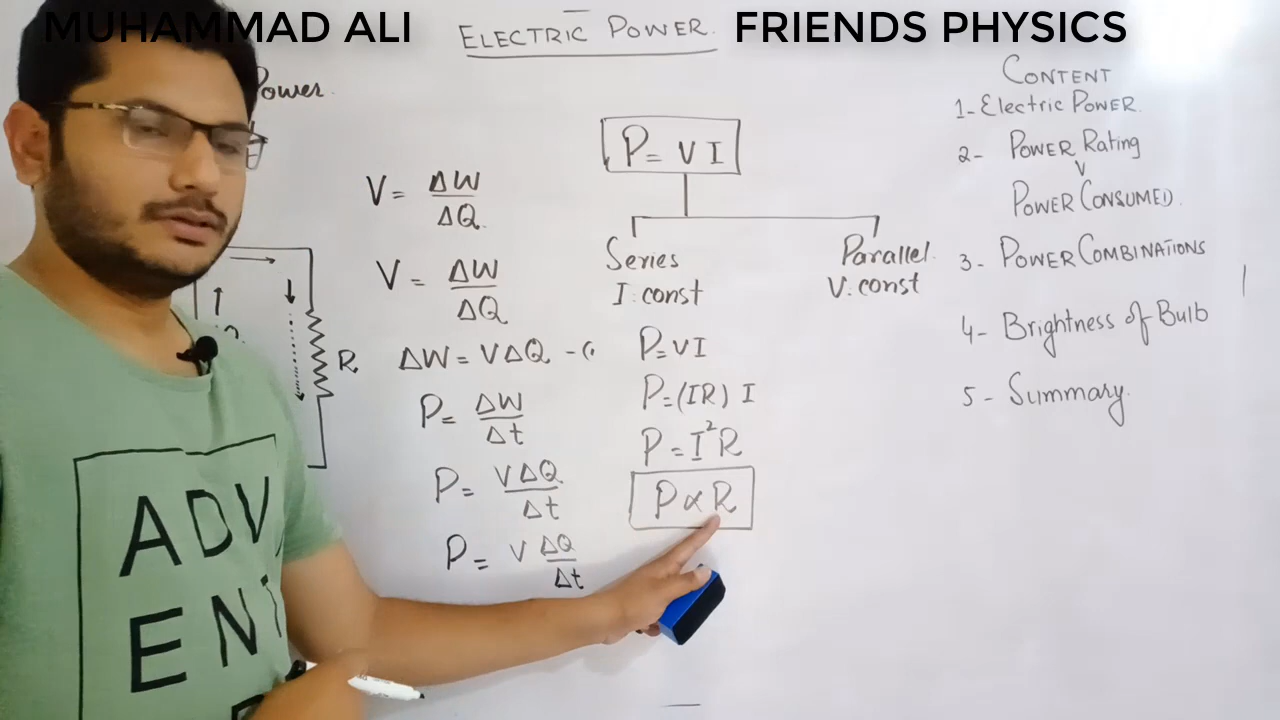 MUHAMMAD ALI
FRIENDS PHYSICS
ELECTRIC POWER.
Power.
V = ΔW/ΔQ
V = ΔW/ΔQ
ΔW = VΔQ
P = ΔW/Δt
P = VΔQ/Δt
P = V ΔQ/Δt
R
P = VI
Series
I : const
Parallel.
V. const
P = VI
P = (IR) I
P = I²R
P ∝ R
CONTENT
1- Electric POWER.
2- POWER Rating
V
POWER CONSUMED.
3- POWER COMBINATIONS
4- Brightness of Bulb
5- Summary.
ADV
ENT